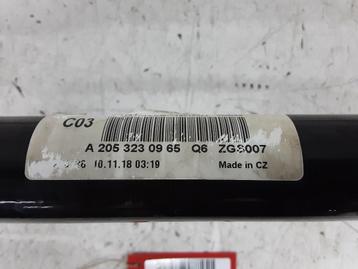 C03
A 205 323 09 65 Q6 ZGS007
10.11.18 03:19 Made in CZ